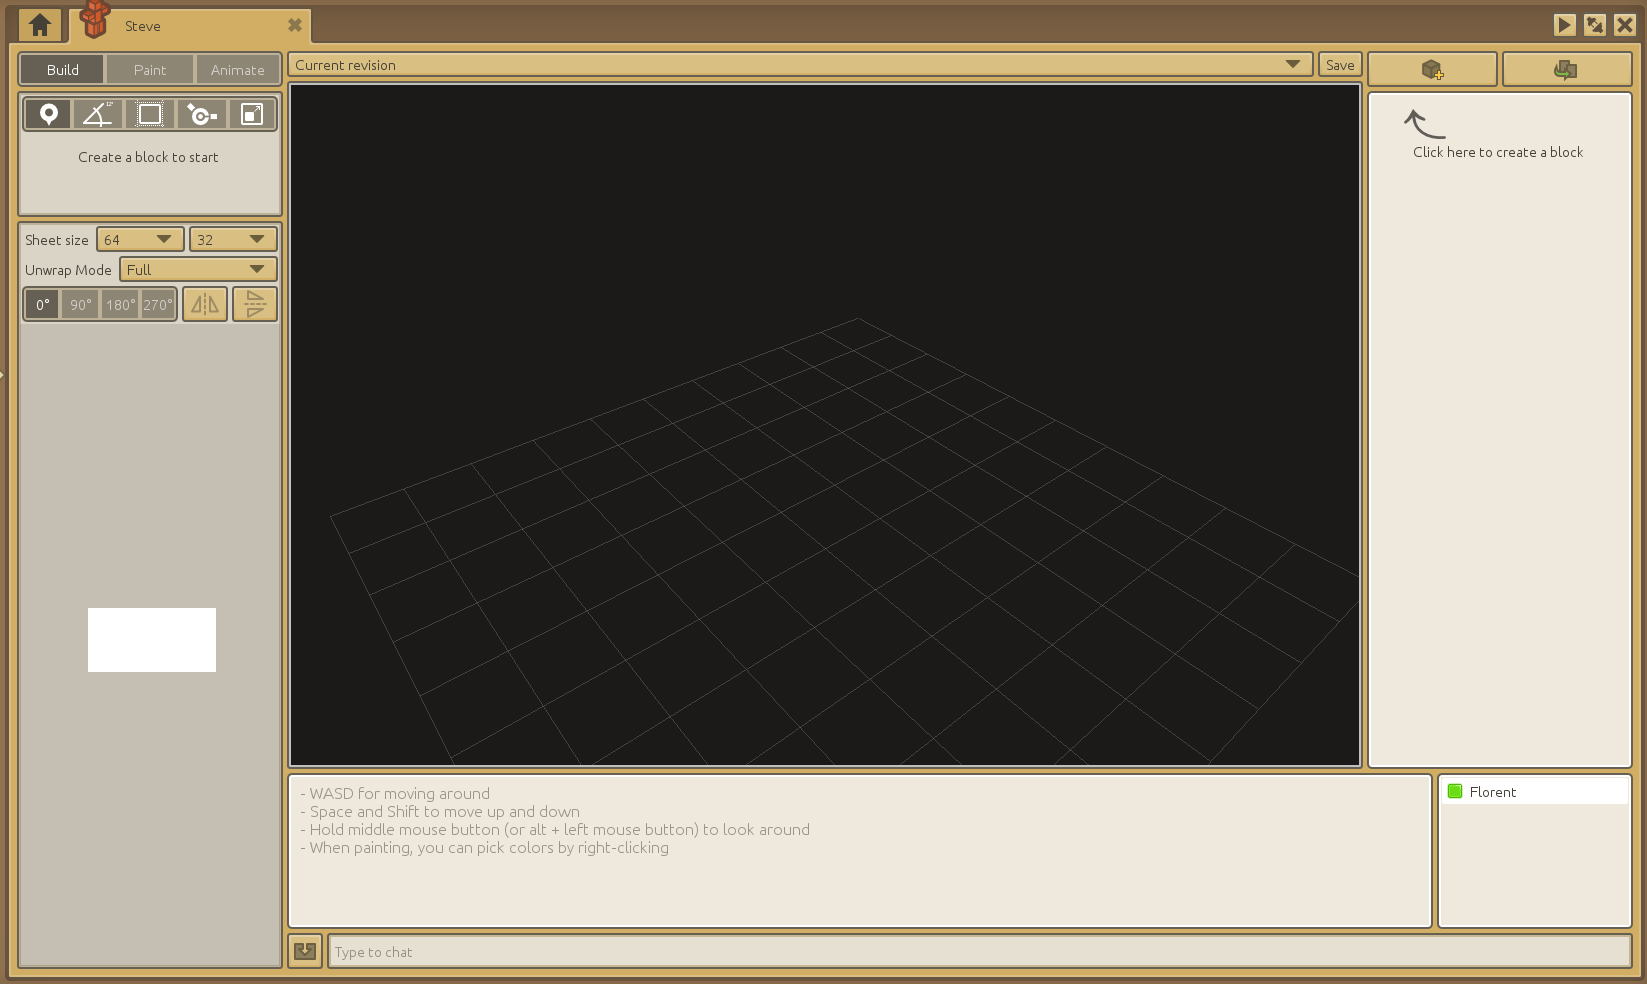 Steve
Build Paint Animate
Current revision
Save
12°
Create a block to start
Click here to create a block
Sheet size 64 32
Unwrap Mode Full
0° 90° 180° 270°
- WASD for moving around
- Space and Shift to move up and down
- Hold middle mouse button (or alt + left mouse button) to look around
- When painting, you can pick colors by right-clicking
Florent
Type to chat